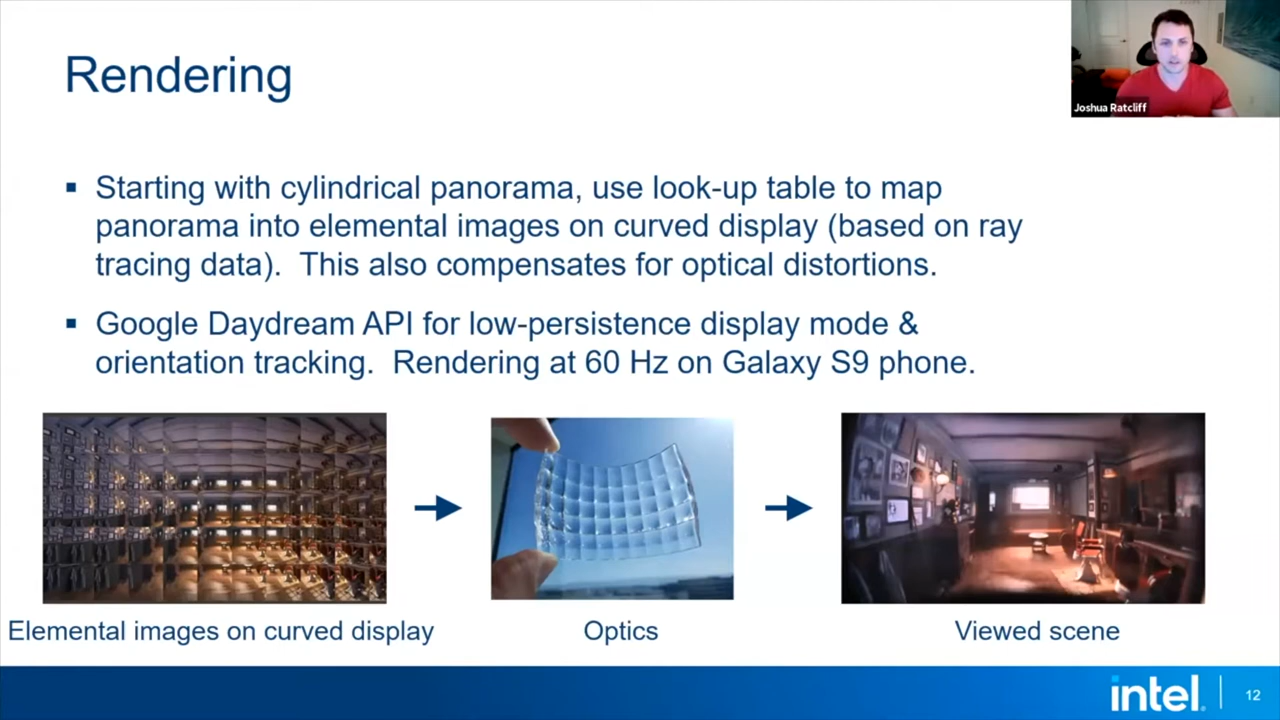 Rendering
Joshua Ratcliff
▪ Starting with cylindrical panorama, use look-up table to map
panorama into elemental images on curved display (based on ray
tracing data).  This also compensates for optical distortions.
▪ Google Daydream API for low-persistence display mode &
orientation tracking.  Rendering at 60 Hz on Galaxy S9 phone.
Elemental images on curved display
Optics
Viewed scene
intel.
12